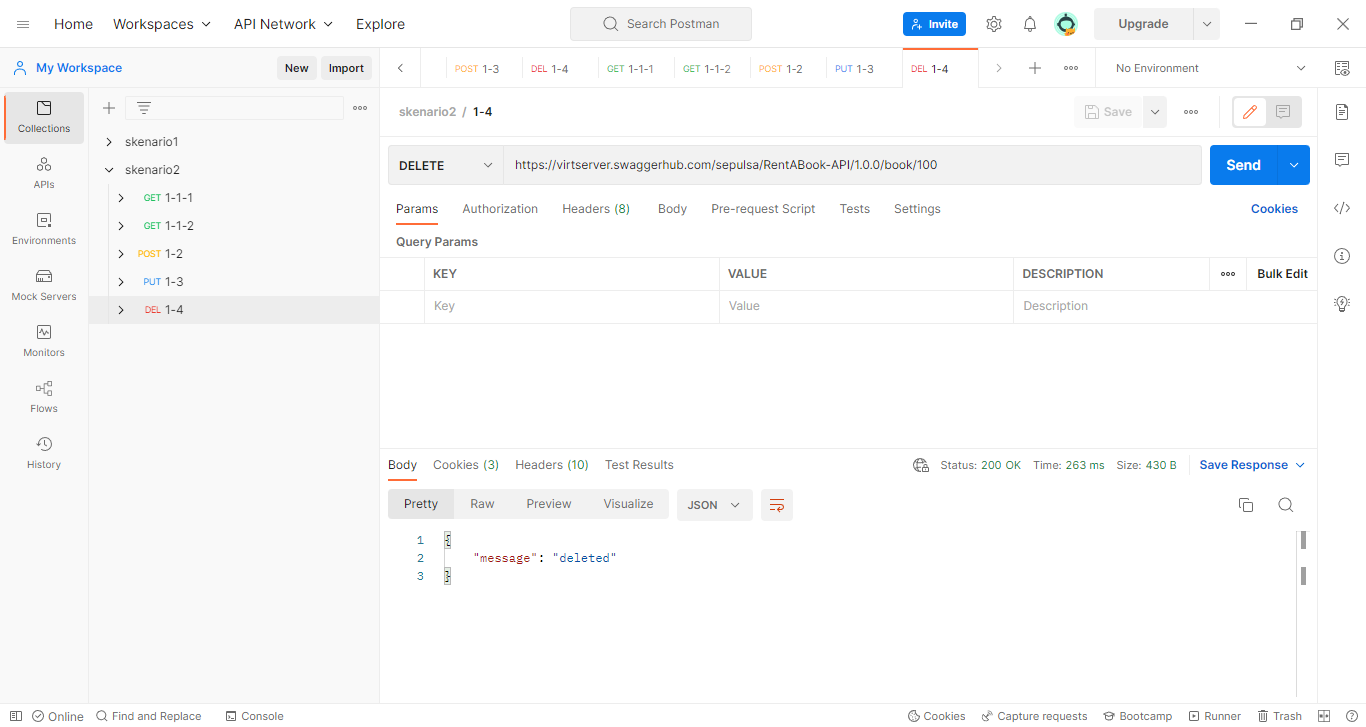 Home Workspaces API Network Explore Search Postman Invite Upgrade
My Workspace New Import POST 1-3 DEL 1-4 GET 1-1-1 GET 1-1-2 POST 1-2 PUT 1-3 DEL 1-4 No Environment
Collections
APIs
Environments
Mock Servers
Monitors
Flows
History
skenario1
skenario2
GET 1-1-1
GET 1-1-2
POST 1-2
PUT 1-3
DEL 1-4
skenario2 / 1-4 Save
DELETE https://virtserver.swaggerhub.com/sepulsa/RentABook-API/1.0.0/book/100 Send
Params Authorization Headers (8) Body Pre-request Script Tests Settings Cookies
Query Params
KEY VALUE DESCRIPTION Bulk Edit
Key Value Description
Body Cookies (3) Headers (10) Test Results Status: 200 OK Time: 263 ms Size: 430 B Save Response
Pretty Raw Preview Visualize JSON
1 {
2 "message": "deleted"
3 }
Online Find and Replace Console Cookies Capture requests Bootcamp Runner Trash